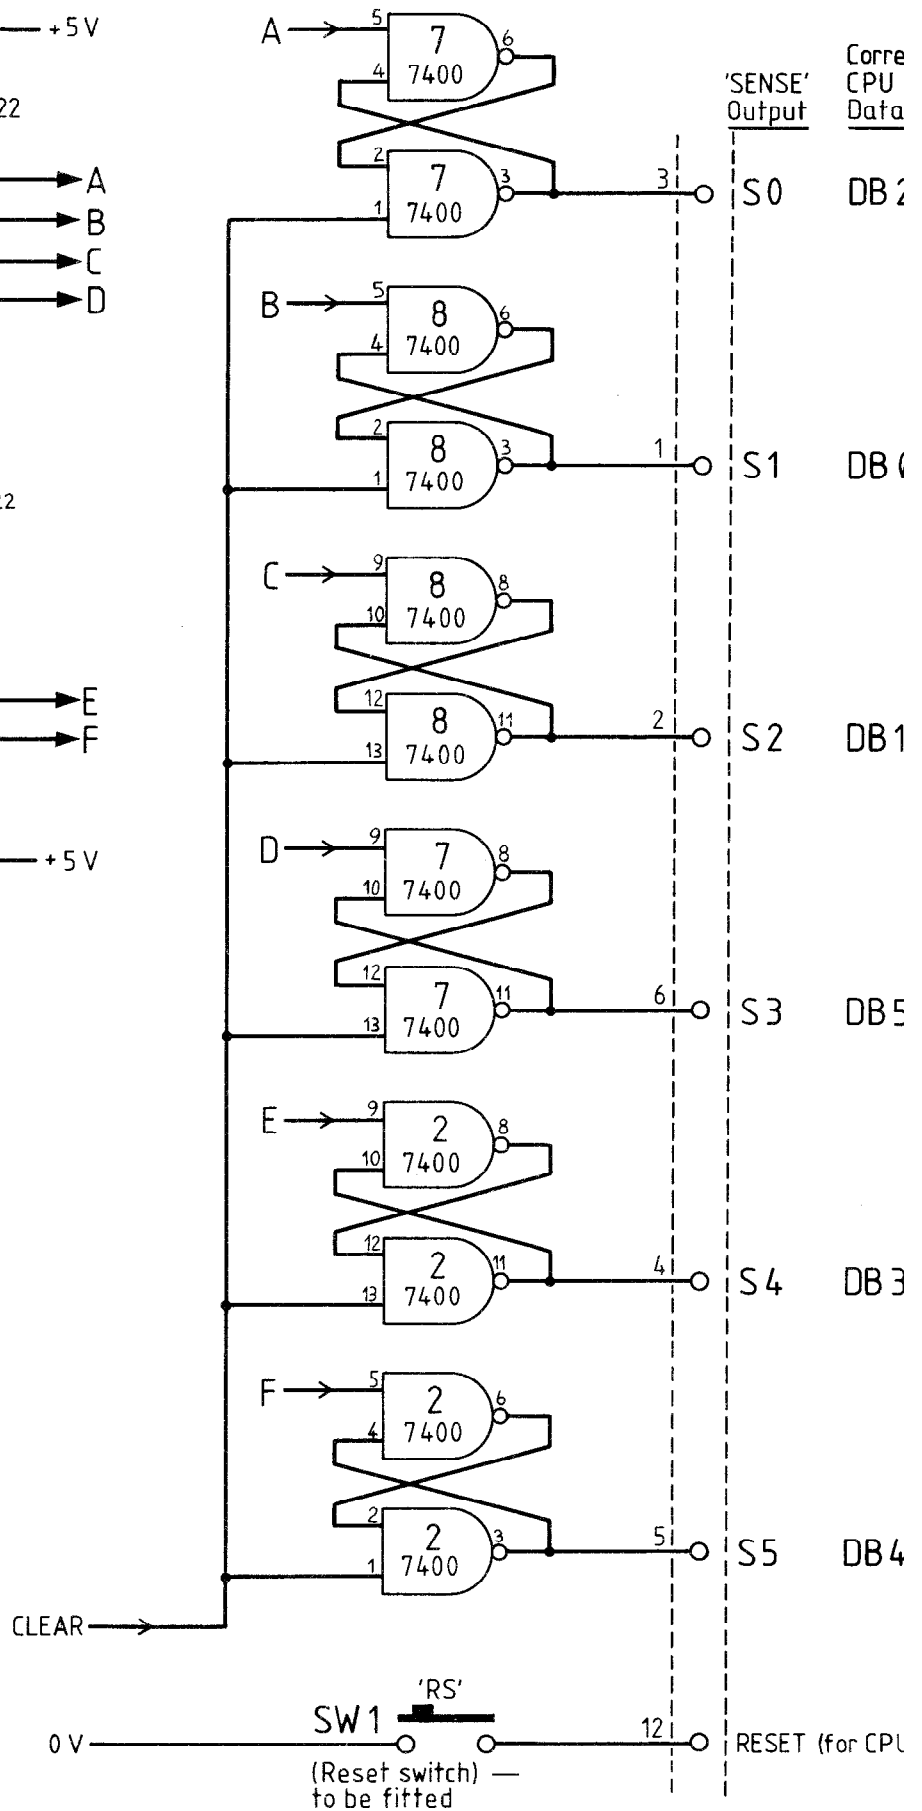 +5V
22
A
B
C
D
22
E
F
+5V
A
5
4
7
7400
6
2
1
7
7400
3
3
S0
DB2
'SENSE'
Output
CPU
Data
B
5
4
8
7400
6
2
1
8
7400
3
1
S1
C
9
10
8
7400
8
12
13
8
7400
11
2
S2
DB1
D
9
10
7
7400
8
12
13
7
7400
11
6
S3
DB5
E
9
10
2
7400
8
12
13
2
7400
11
4
S4
DB3
F
5
4
2
7400
6
2
1
2
7400
3
5
S5
DB4
CLEAR
'RS'
SW1
0V
12
RESET (for CPU
(Reset switch) —
to be fitted